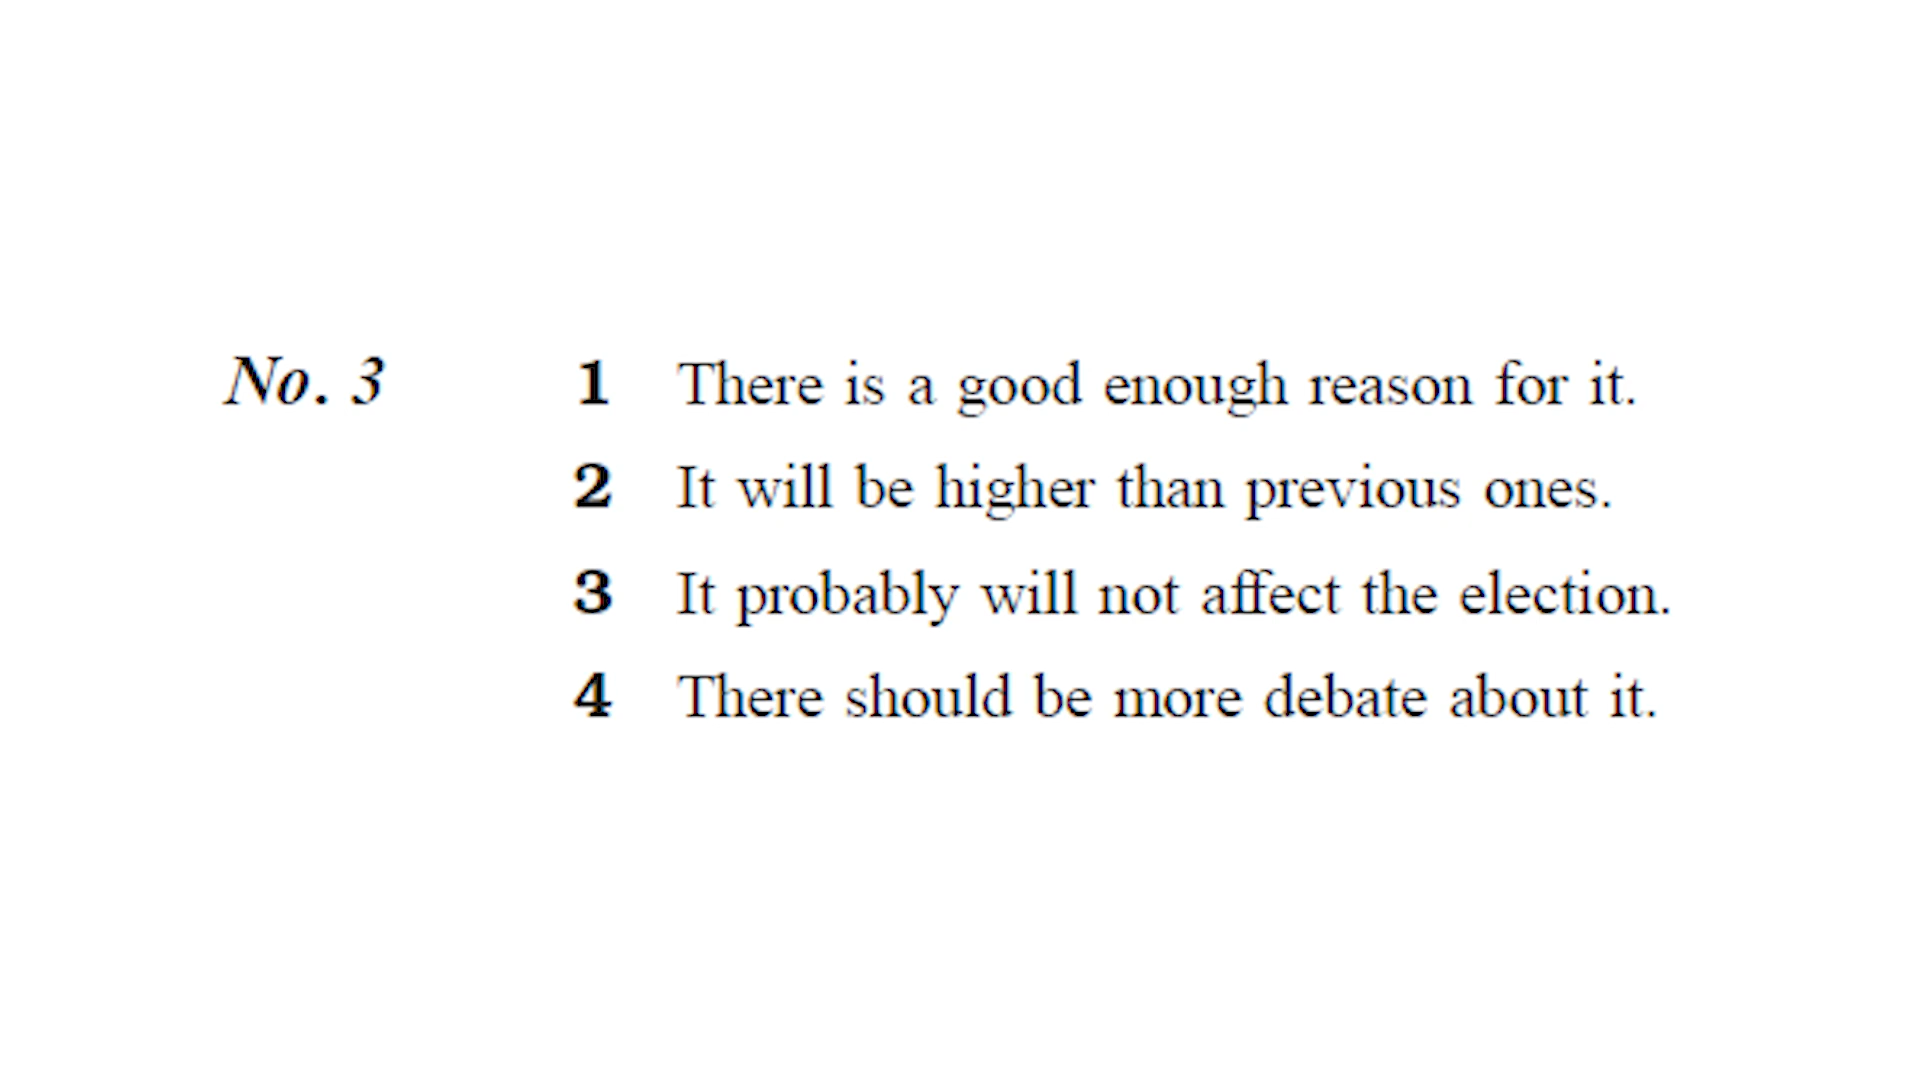 No. 3 1 There is a good enough reason for it.
2 It will be higher than previous ones.
3 It probably will not affect the election.
4 There should be more debate about it.